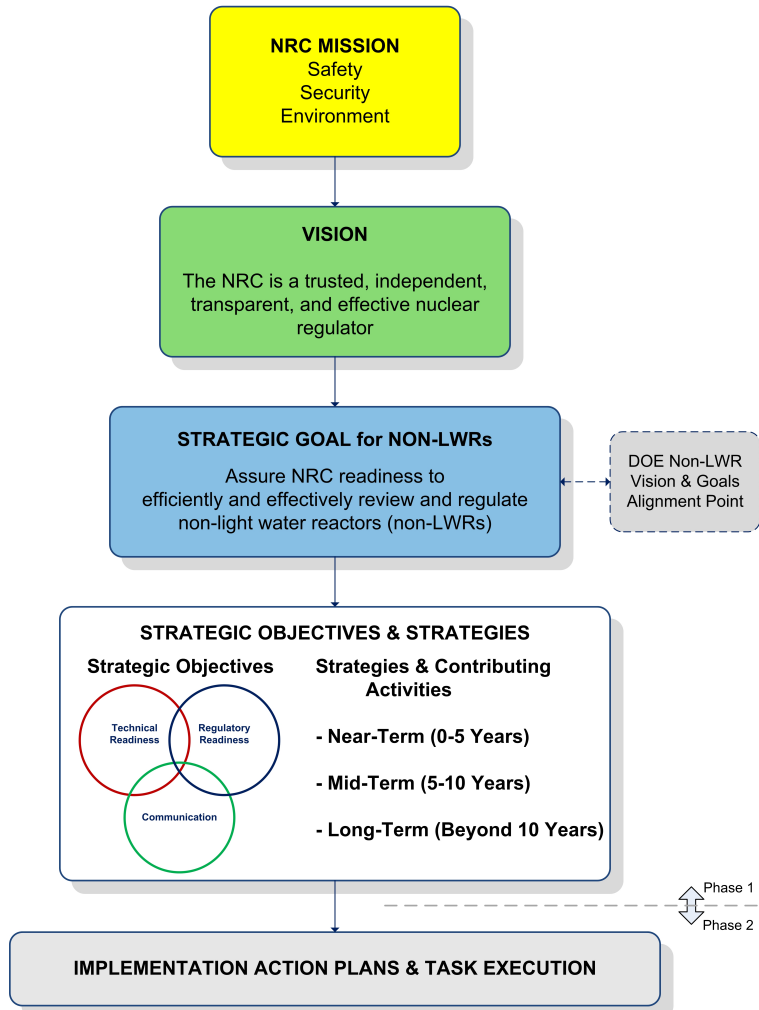 NRC MISSION
Safety
Security
Environment
VISION
The NRC is a trusted, independent,
transparent, and effective nuclear
regulator
STRATEGIC GOAL for NON-LWRs
Assure NRC readiness to
efficiently and effectively review and regulate
non-light water reactors (non-LWRs)
DOE Non-LWR
Vision & Goals
Alignment Point
STRATEGIC OBJECTIVES & STRATEGIES
Strategic Objectives
Technical
Readiness
Regulatory
Readiness
Communication
Strategies & Contributing
Activities
- Near-Term (0-5 Years)
- Mid-Term (5-10 Years)
- Long-Term (Beyond 10 Years)
Phase 1
Phase 2
IMPLEMENTATION ACTION PLANS & TASK EXECUTION